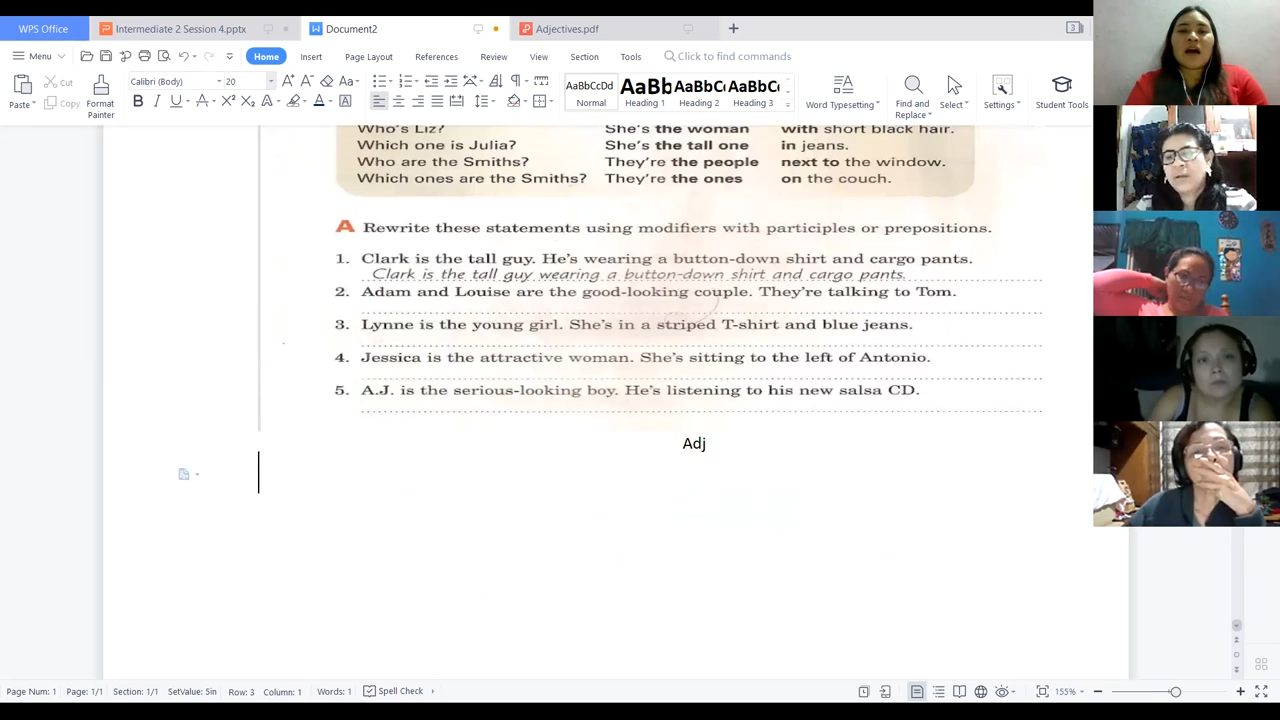 WPS Office
Intermediate 2 Session 4.pptx
Document2
Adjectives.pdf
3
Menu
Home
Insert
Page Layout
References
Review
View
Section
Tools
Click to find commands
Paste
Cut
Copy
Format Painter
Calibri (Body)
20
AaBbCcDd
Normal
AaBb
Heading 1
AaBbC
Heading 2
AaBbC
Heading 3
Word Typesetting
Find and Replace
Select
Settings
Student Tools
Who's Liz? She's the woman with short black hair.
Which one is Julia? She's the tall one in jeans.
Who are the Smiths? They're the people next to the window.
Which ones are the Smiths? They're the ones on the couch.
A Rewrite these statements using modifiers with participles or prepositions.
1. Clark is the tall guy. He's wearing a button-down shirt and cargo pants.
Clark is the tall guy wearing a button-down shirt and cargo pants.
2. Adam and Louise are the good-looking couple. They're talking to Tom.
3. Lynne is the young girl. She's in a striped T-shirt and blue jeans.
4. Jessica is the attractive woman. She's sitting to the left of Antonio.
5. A.J. is the serious-looking boy. He's listening to his new salsa CD.
Adj
Page Num: 1 Page: 1/1 Section: 1/1 SetValue: 5in Row: 3 Column: 1 Words: 1 Spell Check 155%